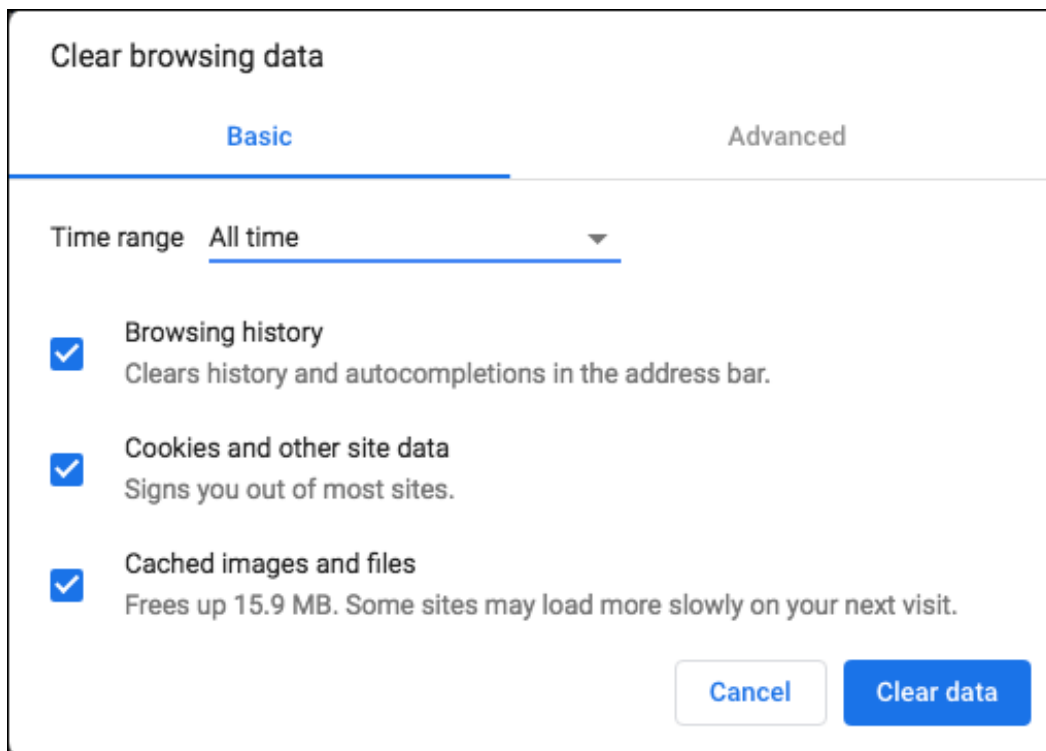 Clear browsing data
Basic
Advanced
Time range
All time
Browsing history
Clears history and autocompletions in the address bar.
Cookies and other site data
Signs you out of most sites.
Cached images and files
Frees up 15.9 MB. Some sites may load more slowly on your next visit.
Cancel
Clear data